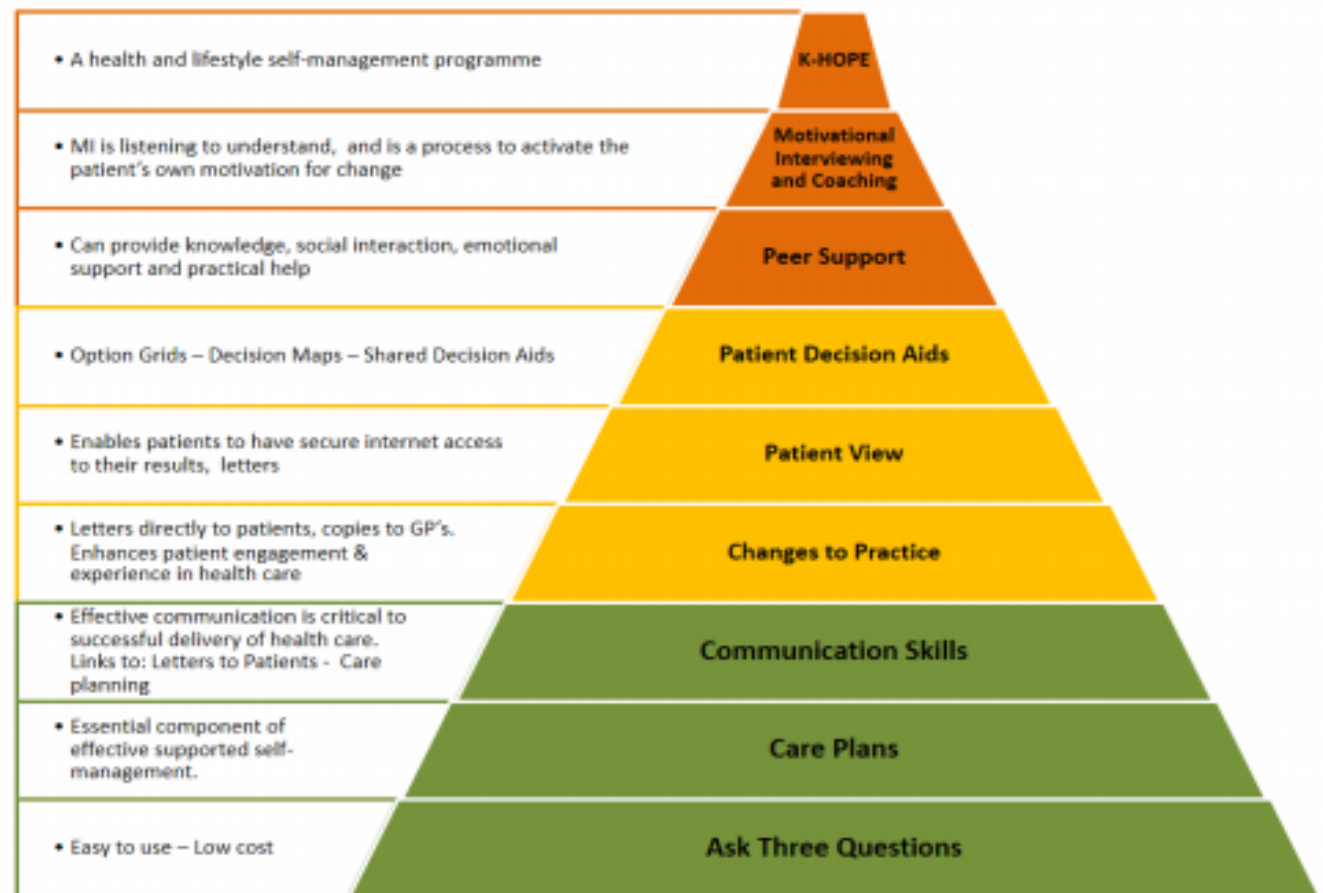 • A health and lifestyle self-management programme
K-HOPE
• MI is listening to understand, and is a process to activate the
patient's own motivation for change
Motivational
Interviewing
and Coaching
• Can provide knowledge, social interaction, emotional
support and practical help
Peer Support
• Option Grids – Decision Maps – Shared Decision Aids
Patient Decision Aids
• Enables patients to have secure internet access
to their results, letters
Patient View
• Letters directly to patients, copies to GP's.
Enhances patient engagement &
experience in health care
Changes to Practice
• Effective communication is critical to
successful delivery of health care.
Links to: Letters to Patients - Care
planning
Communication Skills
• Essential component of
effective supported self-
management.
Care Plans
• Easy to use – Low cost
Ask Three Questions